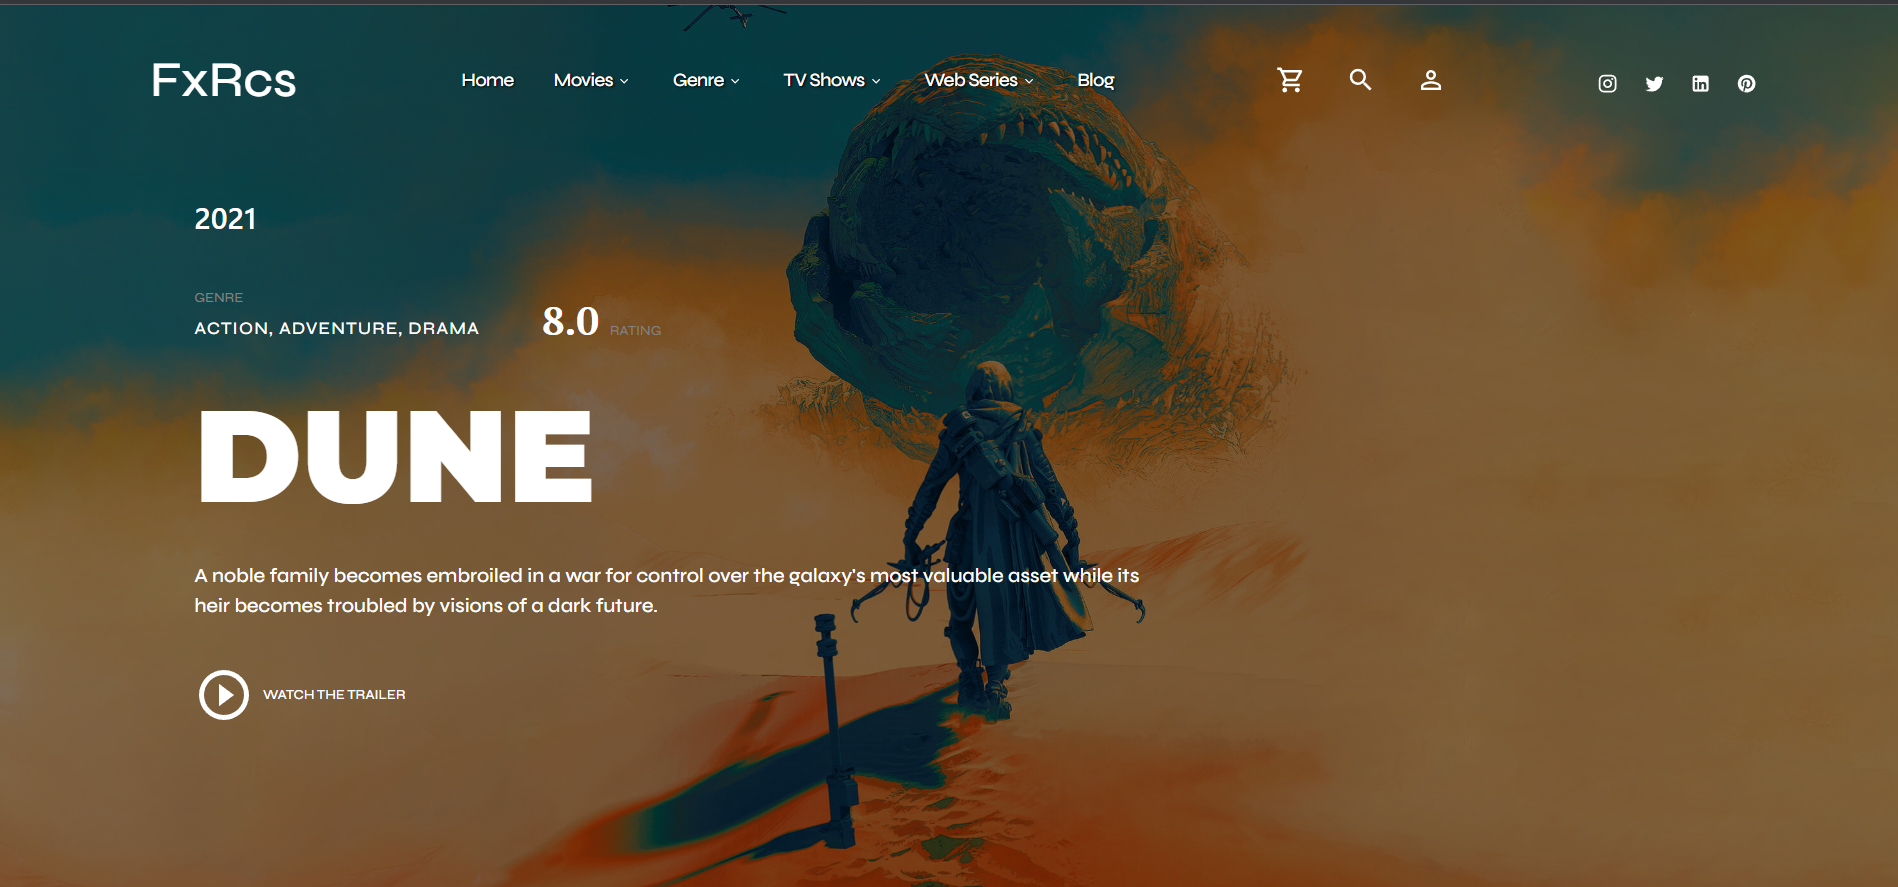 FxRcs
Home Movies Genre TV Shows Web Series Blog
2021
GENRE
ACTION, ADVENTURE, DRAMA
8.0 RATING
DUNE
A noble family becomes embroiled in a war for control over the galaxy's most valuable asset while its
heir becomes troubled by visions of a dark future.
WATCH THE TRAILER